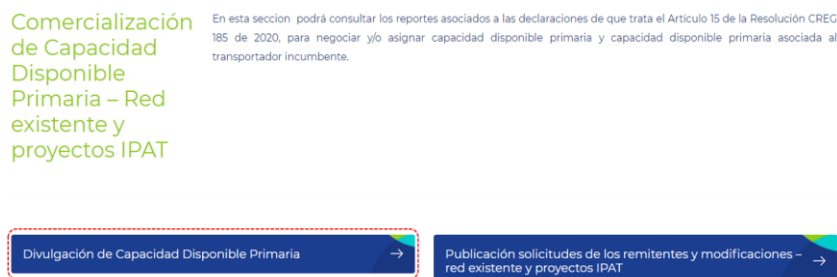 Comercialización
de Capacidad
Disponible
Primaria – Red
existente y
proyectos IPAT
En esta seccion podrá consultar los reportes asociados a las declaraciones de que trata el Artículo 15 de la Resolución CREG
185 de 2020, para negociar y/o asignar capacidad disponible primaria y capacidad disponible primaria asociada al
transportador incumbente.
Divulgación de Capacidad Disponible Primaria →
Publicación solicitudes de los remitentes y modificaciones – →
red existente y proyectos IPAT